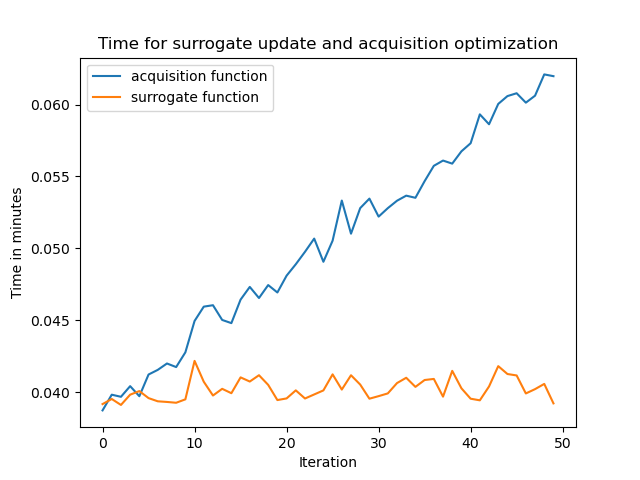 Time for surrogate update and acquisition optimization
acquisition function
surrogate function
Time in minutes
0.060
0.055
0.050
0.045
0.040
0 10 20 30 40 50
Iteration